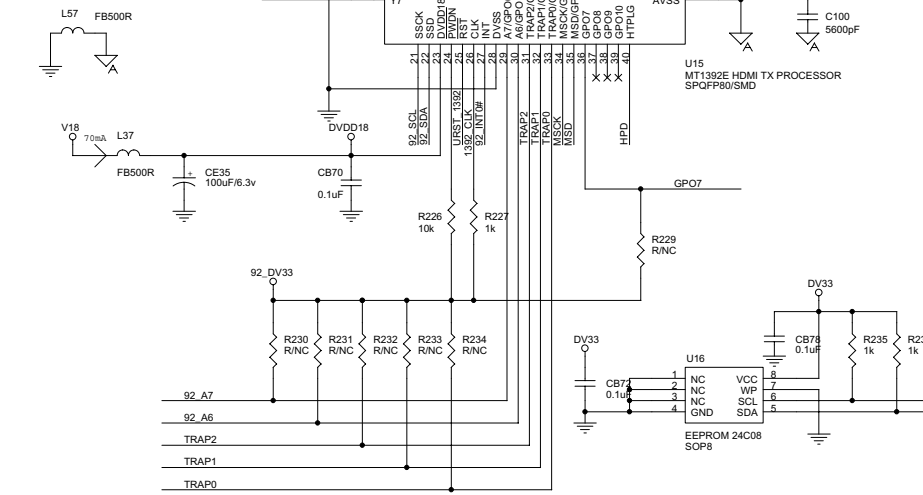 L57
FB500R
A
Y7
AVSS
SSCK
SSD
DVDD18
PWDN
RST
CLK
INT
DVSS
A7/GPO
A6/GPO
TRAP2/
TRAP1/
TRAP0/
MSCK/
MSD/GP
GPO7
GPO8
GPO9
GPO10
HTPLG
21
22
23
24
25
26
27
28
29
30
31
32
33
34
35
36
37
38
39
40
A
A
C100
5600pF
U15
MT1392E HDMI TX PROCESSOR
SPQFP80/SMD
92_SCL
92_SDA
URST_1392
1392_CLK
92_INT0#
TRAP2
TRAP1
TRAP0
MSCK
MSD
HPD
V18
70mA
L37
FB500R
DVDD18
+
CE35
100uF/6.3v
CB70
0.1uF
GPO7
R226
10k
R227
1k
R229
R/NC
92_DV33
R230
R/NC
R231
R/NC
R232
R/NC
R233
R/NC
R234
R/NC
DV33
CB78
0.1uF
R235
1k
R23
1k
DV33
CB72
0.1uF
U16
1 NC VCC 8
2 NC WP 7
3 NC SCL 6
4 GND SDA 5
EEPROM 24C08
SOP8
92_A7
92_A6
TRAP2
TRAP1
TRAP0